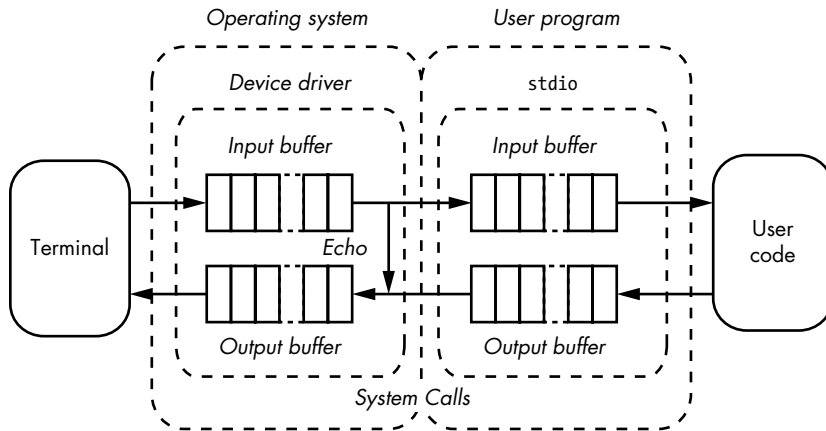 Operating system
User program
Device driver
stdio
Input buffer
Input buffer
Terminal
Echo
User
code
Output buffer
Output buffer
System Calls